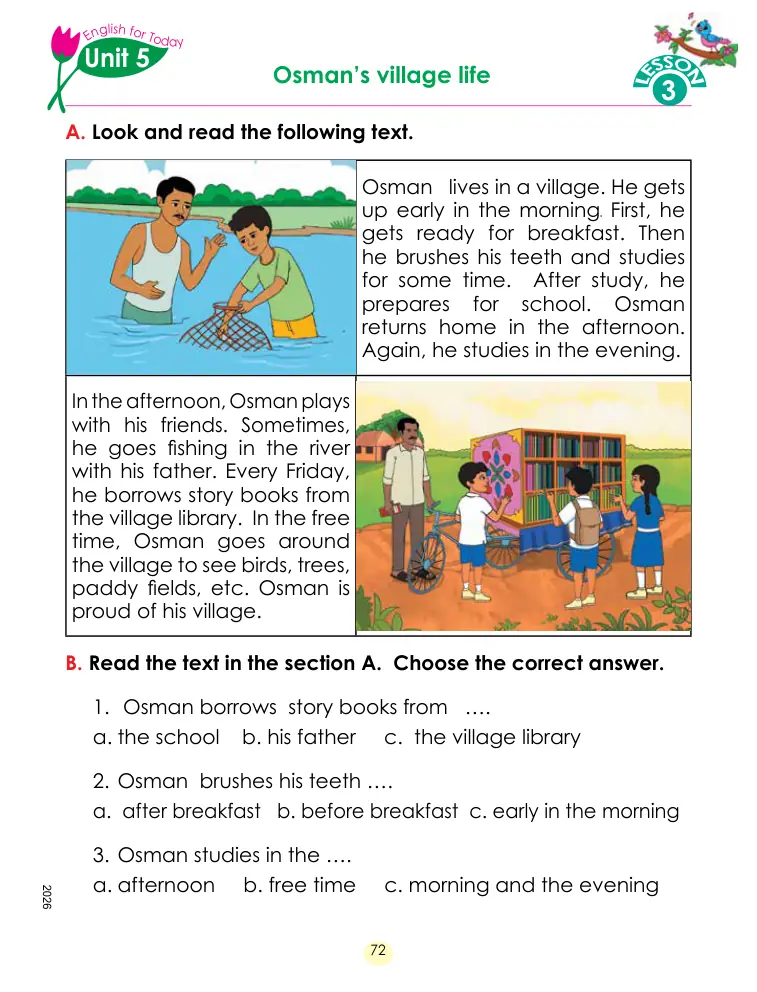 English for Today
Unit 5
Osman's village life
LESSON
3
A. Look and read the following text.
Osman lives in a village. He gets
up early in the morning. First, he
gets ready for breakfast. Then
he brushes his teeth and studies
for some time. After study, he
prepares for school. Osman
returns home in the afternoon.
Again, he studies in the evening.
In the afternoon, Osman plays
with his friends. Sometimes,
he goes fishing in the river
with his father. Every Friday,
he borrows story books from
the village library. In the free
time, Osman goes around
the village to see birds, trees,
paddy fields, etc. Osman is
proud of his village.
B. Read the text in the section A. Choose the correct answer.
1. Osman borrows story books from ....
a. the school b. his father c. the village library
2. Osman brushes his teeth ....
a. after breakfast b. before breakfast c. early in the morning
3. Osman studies in the ....
a. afternoon b. free time c. morning and the evening
2026
72